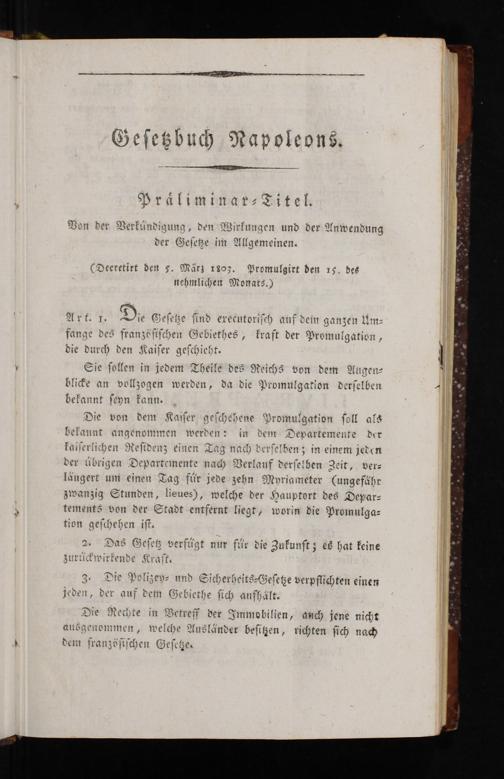 Gesetzbuch Napoleons.
Präliminar-Titel.
Von der Verkündigung, den Wirkungen und der Anwendung
der Gesetze im Allgemeinen.
(Decretirt den 5. März 1803. Promulgirt den 15. des
nehmlichen Monats.)
Art. 1. Die Gesetze sind executorisch auf dem ganzen Um-
fange des französischen Gebiethes, kraft der Promulgation,
die durch den Kaiser geschieht.
Sie sollen in jedem Theile des Reichs von dem Augen-
blicke an vollzogen werden, da die Promulgation derselben
bekannt seyn kann.
Die von dem Kaiser geschehene Promulgation soll als
bekannt angenommen werden: in dem Departemente der
kaiserlichen Residenz einen Tag nach derselben; in einem jeden
der übrigen Departemente nach Verlauf derselben Zeit, ver-
längert um einen Tag für jede zehn Myriameter (ungefähr
zwanzig Stunden, lieues), welche der Hauptort des Depar-
tements von der Stadt entfernt liegt, worin die Promulga-
tion geschehen ist.
2. Das Gesetz verfügt nur für die Zukunft; es hat keine
zurückwirkende Kraft.
3. Die Polizey- und Sicherheits-Gesetze verpflichten einen
jeden, der auf dem Gebiethe sich aufhält.
Die Rechte in Betreff der Immobilien, auch jene nicht
ausgenommen, welche Ausländer besitzen, richten sich nach
dem französischen Gesetze.